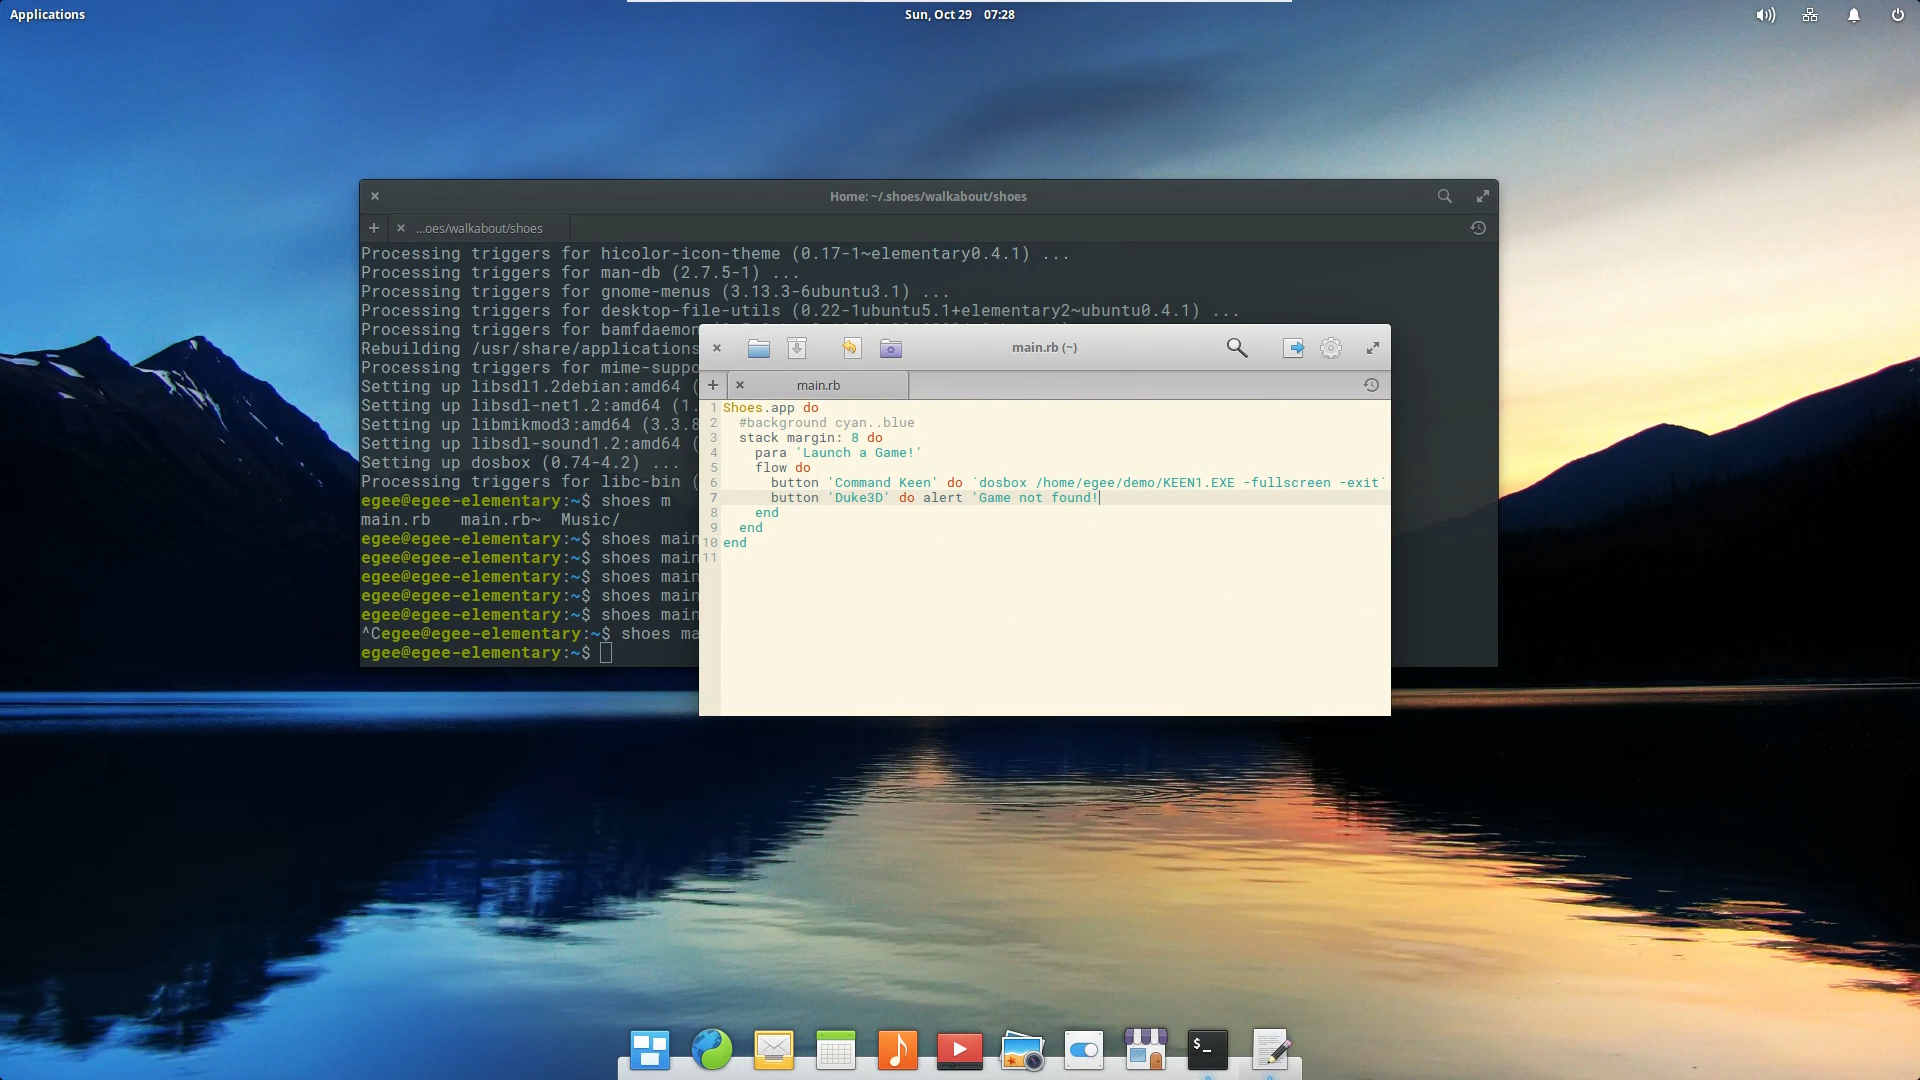 Applications
Sun, Oct 29 07:28
Home: ~/.shoes/walkabout/shoes
...oes/walkabout/shoes
Processing triggers for hicolor-icon-theme (0.17-1~elementary0.4.1) ...
Processing triggers for man-db (2.7.5-1) ...
Processing triggers for gnome-menus (3.13.3-6ubuntu3.1) ...
Processing triggers for desktop-file-utils (0.22-1ubuntu5.1+elementary2~ubuntu0.4.1) ...
Processing triggers for bamfdaemon
Rebuilding /usr/share/applications
Processing triggers for mime-suppo
Setting up libsdl1.2debian:amd64 (
Setting up libsdl-net1.2:amd64 (1.
Setting up libmikmod3:amd64 (3.3.8
Setting up libsdl-sound1.2:amd64 (
Setting up dosbox (0.74-4.2) ...
Processing triggers for libc-bin (
egee@egee-elementary:~$ shoes m
main.rb main.rb~ Music/
egee@egee-elementary:~$ shoes main
egee@egee-elementary:~$ shoes main
egee@egee-elementary:~$ shoes main
egee@egee-elementary:~$ shoes main
egee@egee-elementary:~$ shoes main
^Cegee@egee-elementary:~$ shoes ma
egee@egee-elementary:~$
main.rb (~)
main.rb
1 Shoes.app do
2 #background cyan..blue
3 stack margin: 8 do
4 para 'Launch a Game!'
5 flow do
6 button 'Command Keen' do `dosbox /home/egee/demo/KEEN1.EXE -fullscreen -exit`
7 button 'Duke3D' do alert 'Game not found!
8 end
9 end
10 end
11
$_